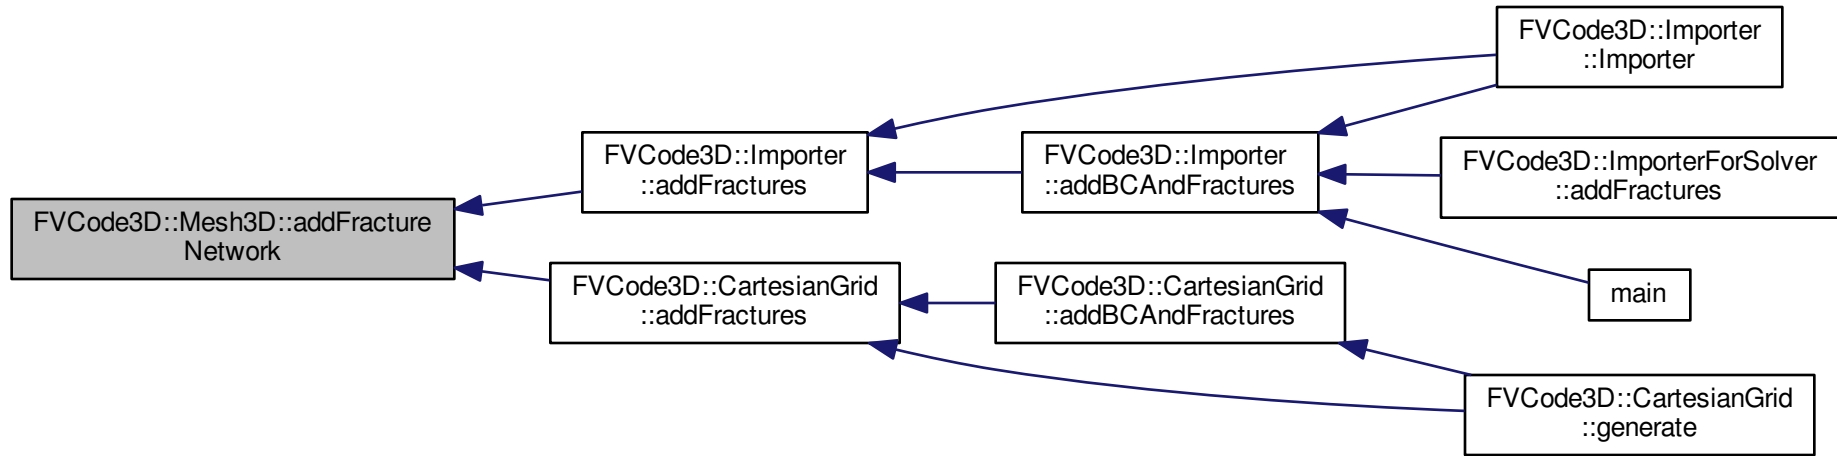 FVCode3D::Mesh3D::addFracture
Network
FVCode3D::Importer
::addFractures
FVCode3D::CartesianGrid
::addFractures
FVCode3D::Importer
::addBCAndFractures
FVCode3D::CartesianGrid
::addBCAndFractures
FVCode3D::Importer
::Importer
FVCode3D::ImporterForSolver
::addFractures
main
FVCode3D::CartesianGrid
::generate